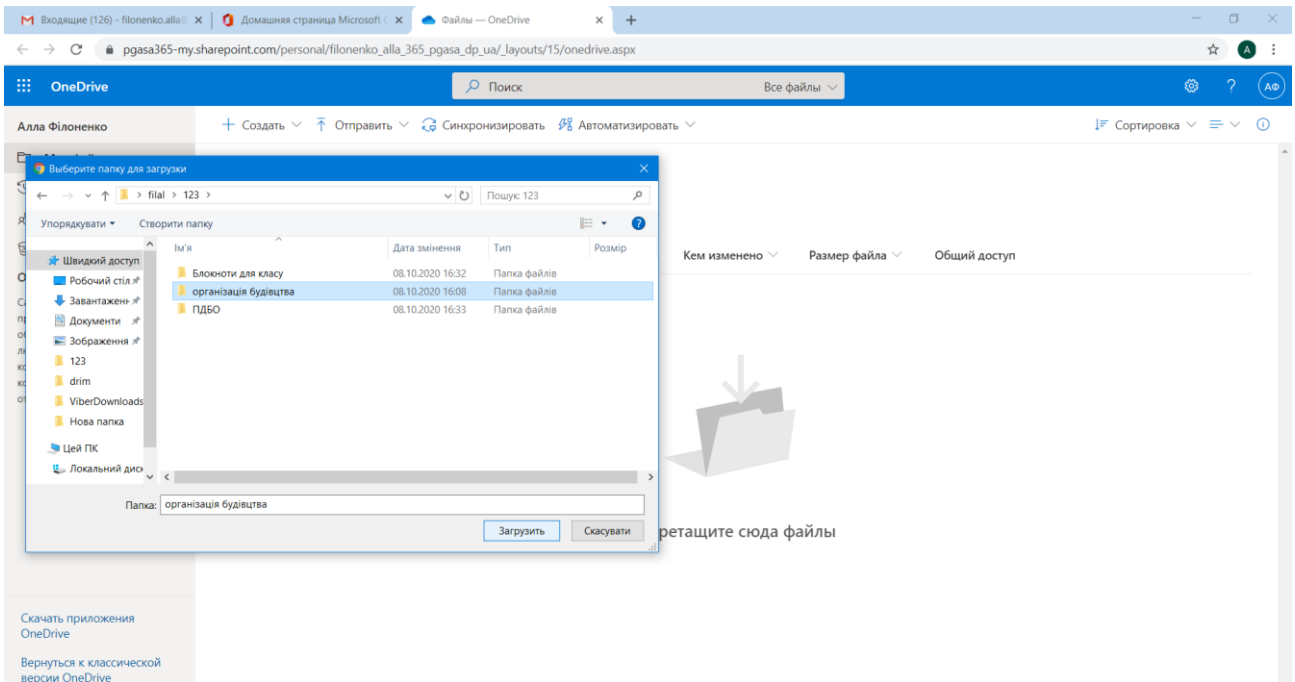 Входящие (126) - filonenko.alla
Домашняя страница Microsoft
Файлы — OneDrive
pgasa365-my.sharepoint.com/personal/filonenko_alla_365_pgasa_dp_ua/_layouts/15/onedrive.aspx
A
OneDrive
Поиск
Все файлы
?
АФ
Алла Філоненко
Создать
Отправить
Синхронизировать
Автоматизировать
Сортировка
Выберите папку для загрузки
filal > 123 >
Пошук: 123
Упорядкувати
Створити папку
?
Ім'я
Дата змінення
Тип
Розмір
Швидкий доступ
Робочий стіл
Завантажень
Документи
Зображення
123
drim
ViberDownloads
Нова папка
Цей ПК
Локальний диск
Блокноти для класу 08.10.2020 16:32 Папка файлів
організація будівцтва 08.10.2020 16:08 Папка файлів
ПДБО 08.10.2020 16:33 Папка файлів
Папка: організація будівцтва
Загрузить
Скасувати
Кем изменено
Размер файла
Общий доступ
ретащите сюда файлы
Скачать приложения
OneDrive
Вернуться к классической
версии OneDrive